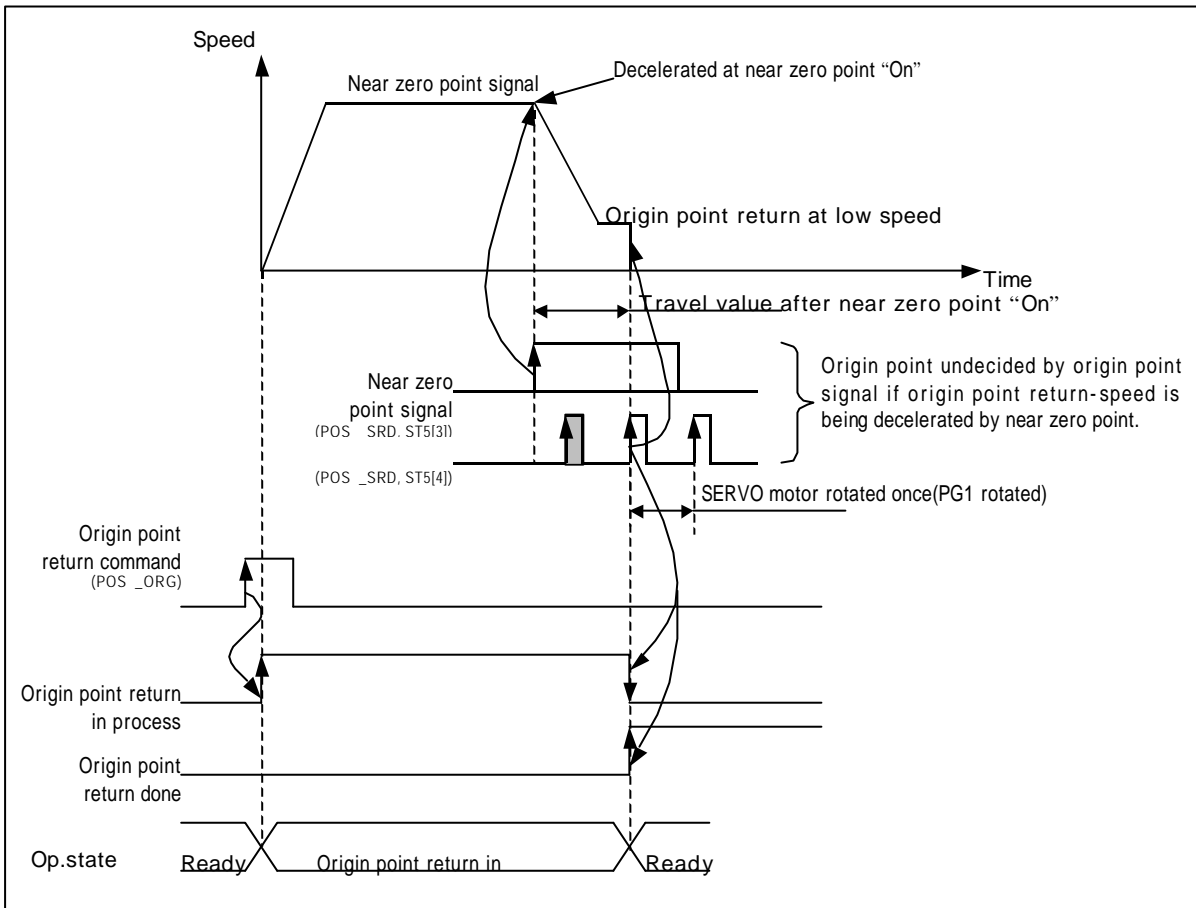 Speed
Near zero point signal
Decelerated at near zero point “On”
Origin point return at low speed
Time
Travel value after near zero point “On”
Near zero
point signal
(POS _SRD. ST5[3])
(POS _SRD, ST5[4])
Origin point undecided by origin point
signal if origin point return-speed is
being decelerated by near zero point.
SERVO motor rotated once(PG1 rotated)
Origin point
return command
(POS _ORG)
Origin point return
in process
Origin point
return done
Op.state
Ready
Origin point return in
Ready